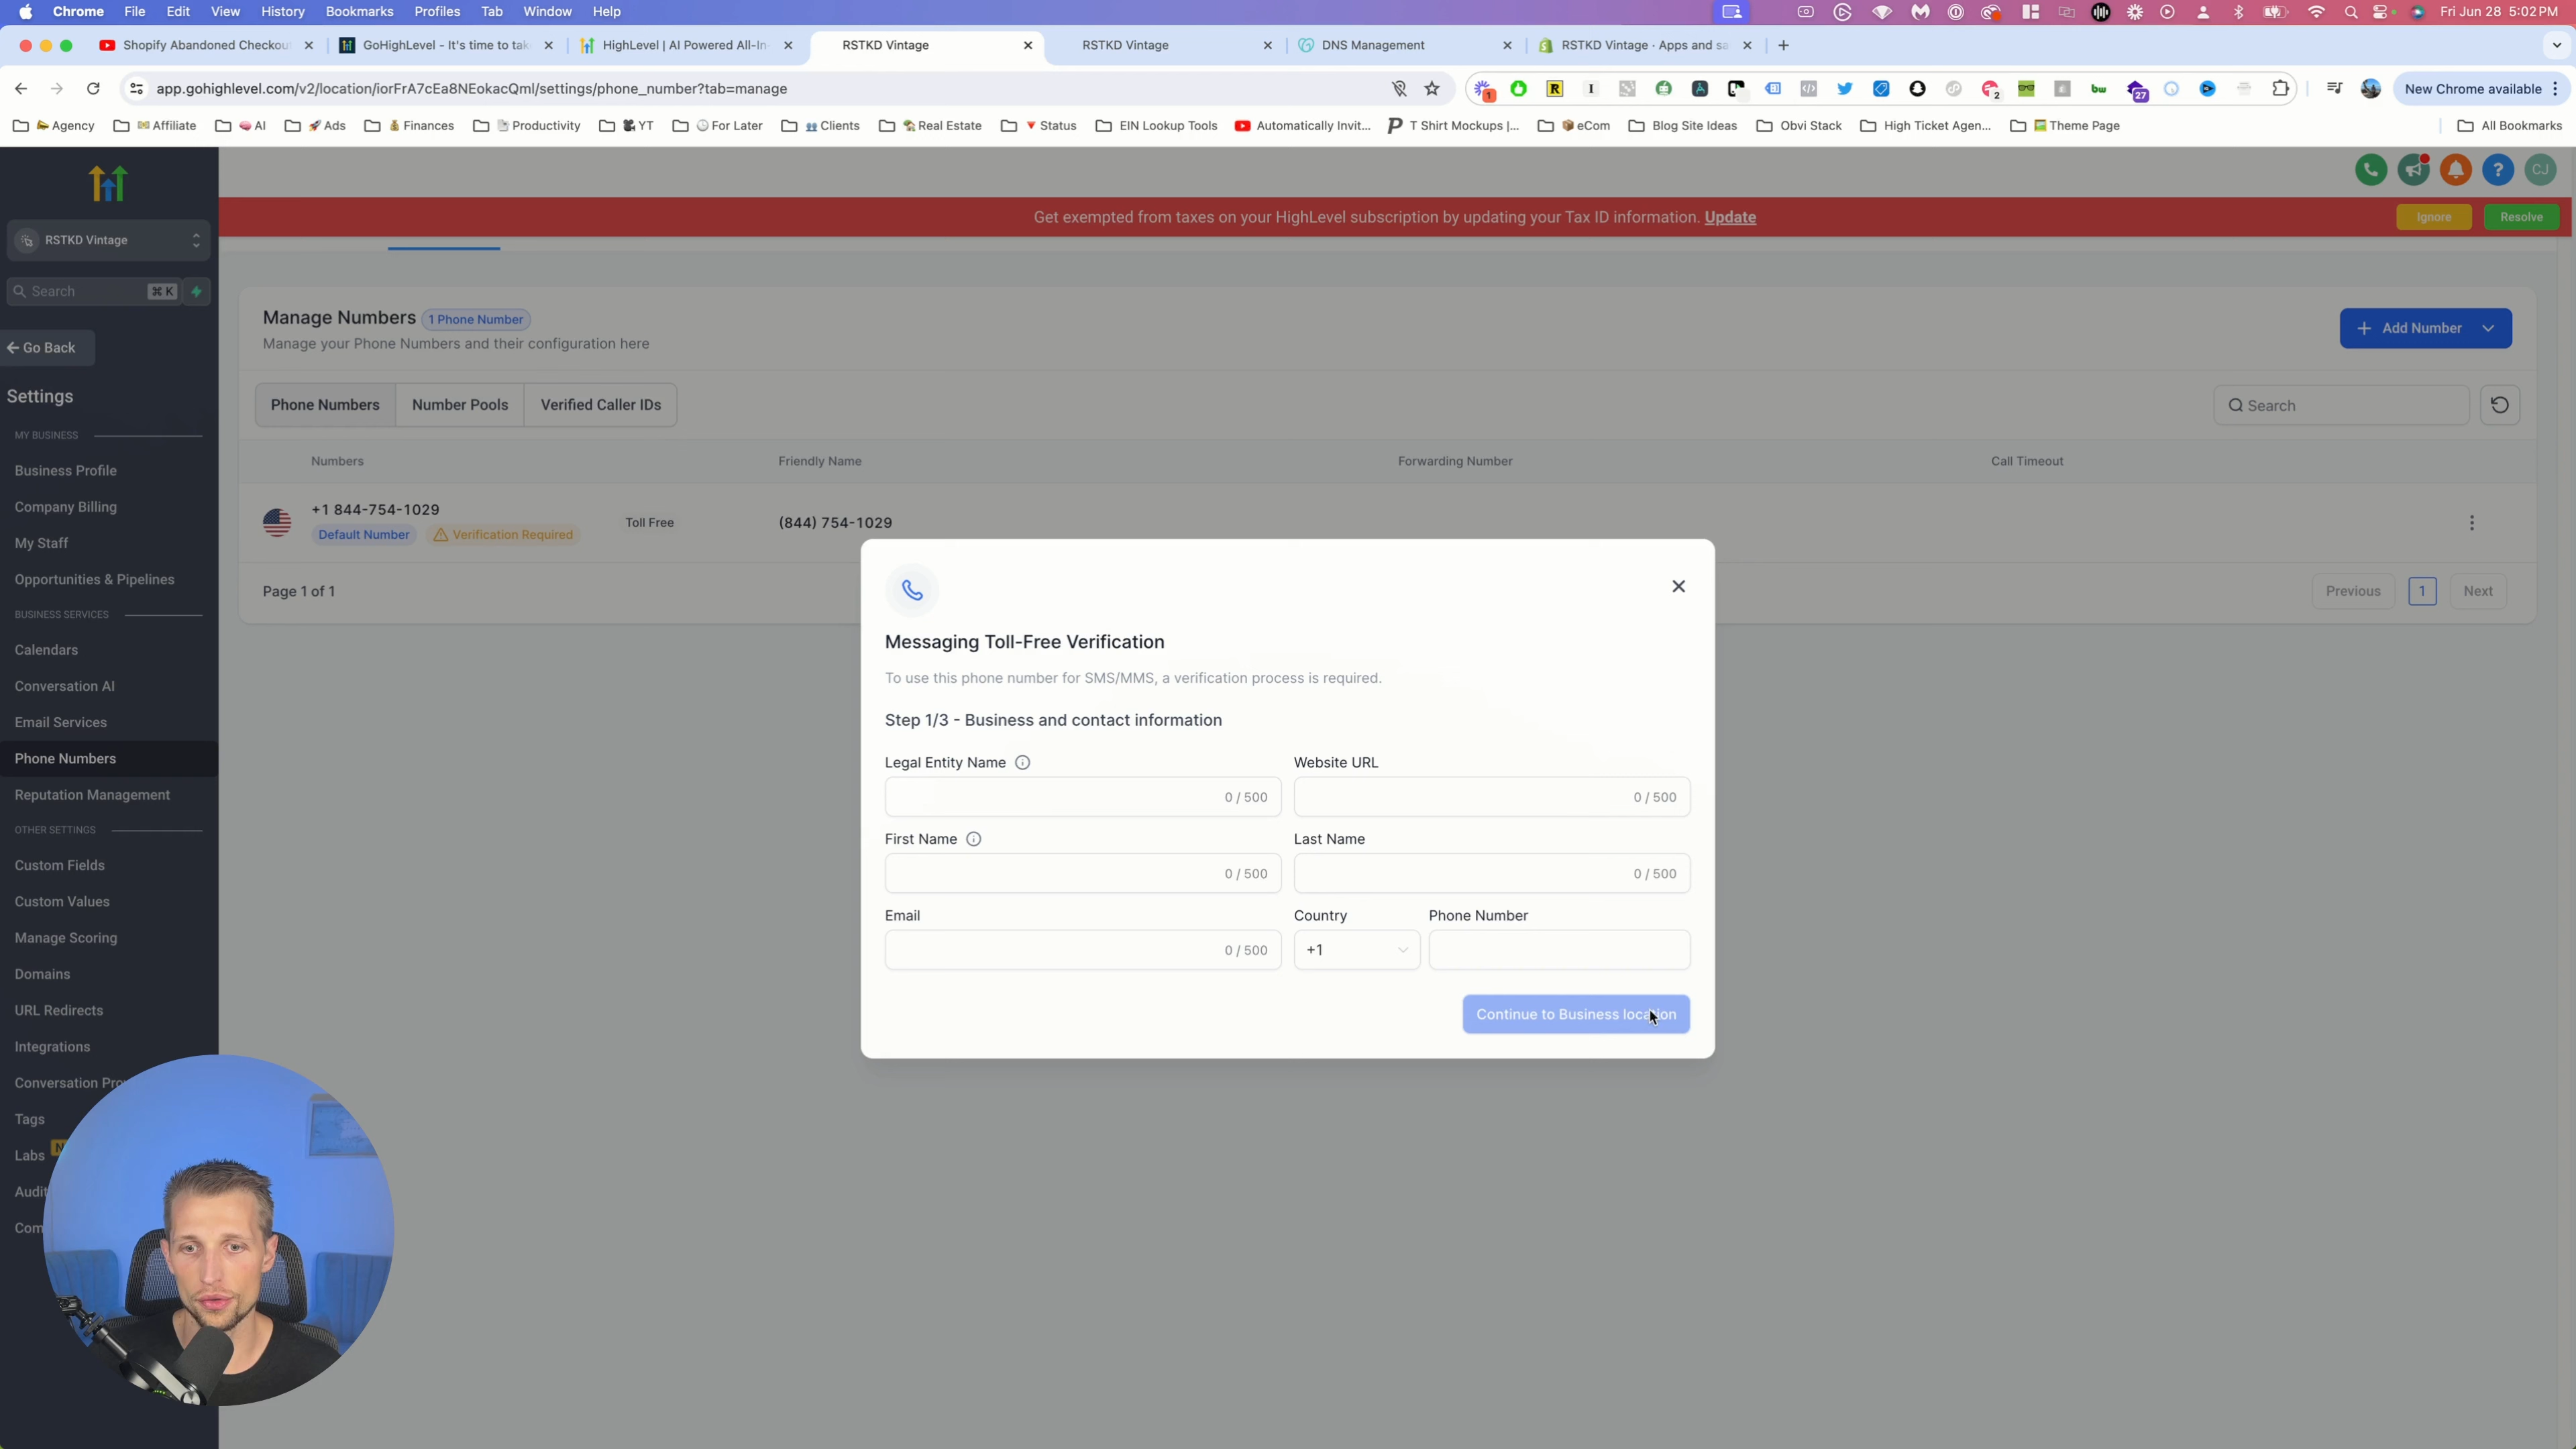 Chrome File Edit View History Bookmarks Profiles Tab Window Help Fri Jun 28 5:02 PM
Shopify Abandoned Checkou GoHighLevel - It's time to tak HighLevel | AI Powered All-In- RSTKD Vintage RSTKD Vintage DNS Management RSTKD Vintage · Apps and sa
app.gohighlevel.com/v2/location/iorFrA7cEa8NEokacQml/settings/phone_number?tab=manage New Chrome available
Agency Affiliate AI Ads Finances Productivity YT For Later Clients Real Estate Status EIN Lookup Tools Automatically Invit... T Shirt Mockups |... eCom Blog Site Ideas Obvi Stack High Ticket Agen... Theme Page All Bookmarks
CJ
Get exempted from taxes on your HighLevel subscription by updating your Tax ID information. Update Ignore Resolve
RSTKD Vintage
Search ⌘ K
Go Back
Settings
MY BUSINESS
Business Profile
Company Billing
My Staff
Opportunities & Pipelines
BUSINESS SERVICES
Calendars
Conversation AI
Email Services
Phone Numbers
Reputation Management
OTHER SETTINGS
Custom Fields
Custom Values
Manage Scoring
Domains
URL Redirects
Integrations
Conversation Pro
Tags
Labs N
Audit
Com
Manage Numbers 1 Phone Number
Manage your Phone Numbers and their configuration here
+ Add Number
Phone Numbers Number Pools Verified Caller IDs Search
Numbers Friendly Name Forwarding Number Call Timeout
+1 844-754-1029 Toll Free (844) 754-1029
Default Number Verification Required
Page 1 of 1 Previous 1 Next
Messaging Toll-Free Verification
To use this phone number for SMS/MMS, a verification process is required.
Step 1/3 - Business and contact information
Legal Entity Name Website URL
0 / 500 0 / 500
First Name Last Name
0 / 500 0 / 500
Email Country Phone Number
0 / 500 +1
Continue to Business location